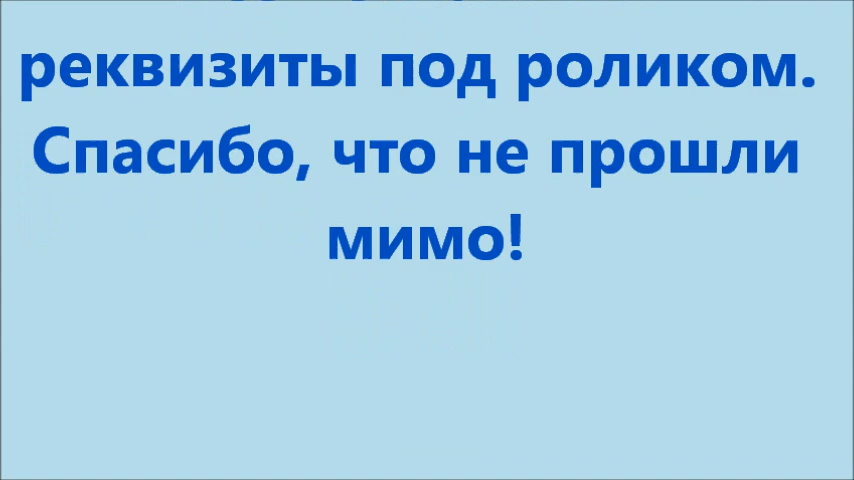 реквизиты под роликом.
Спасибо, что не прошли
мимо!